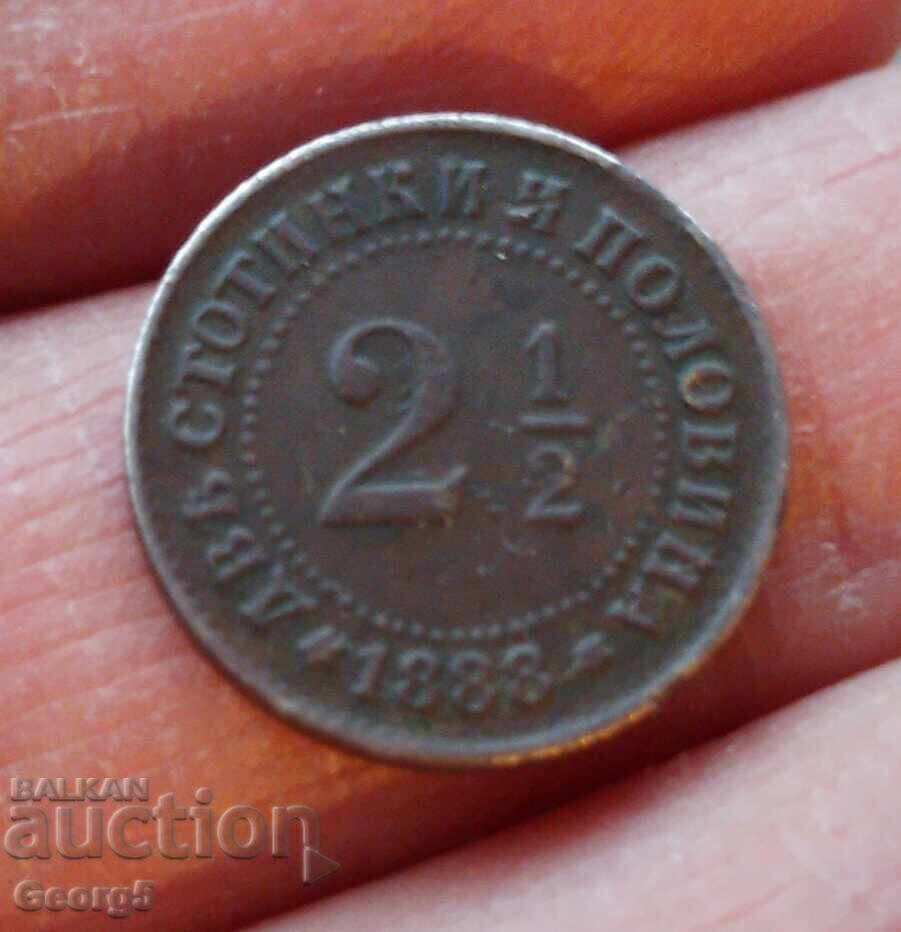 ДВѢ СТОТИНКИ И ПОЛОВИНА
2 1/2
1888
BALKAN
auction
Georg5